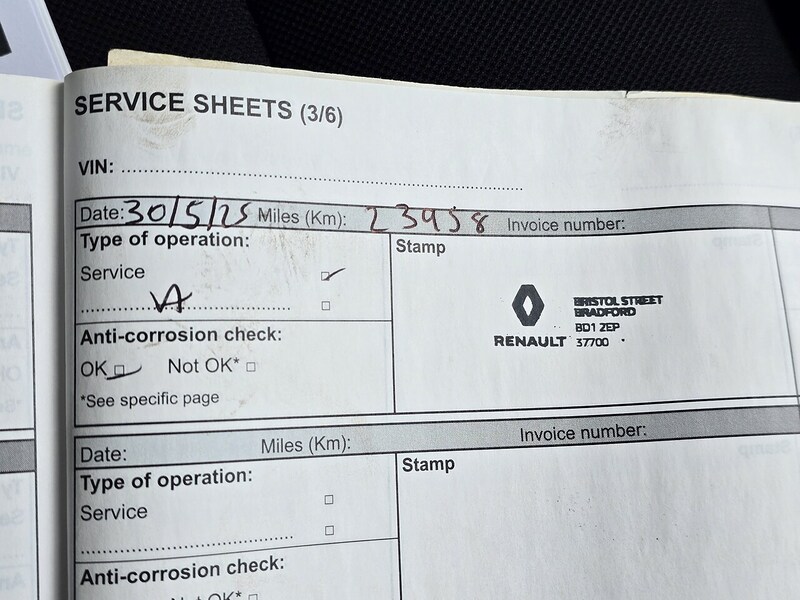 SERVICE SHEETS (3/6)
VIN: ........................................................................
Date: 30/5/25 Miles (Km): 23958 Invoice number:
Type of operation:
Stamp
Service
A
BRISTOL STREET
BRADFORD
BD1 2EP
RENAULT 37700
Anti-corrosion check:
OK Not OK*
*See specific page
Date: Miles (Km): Invoice number:
Type of operation:
Stamp
Service
Anti-corrosion check:
Not OK*